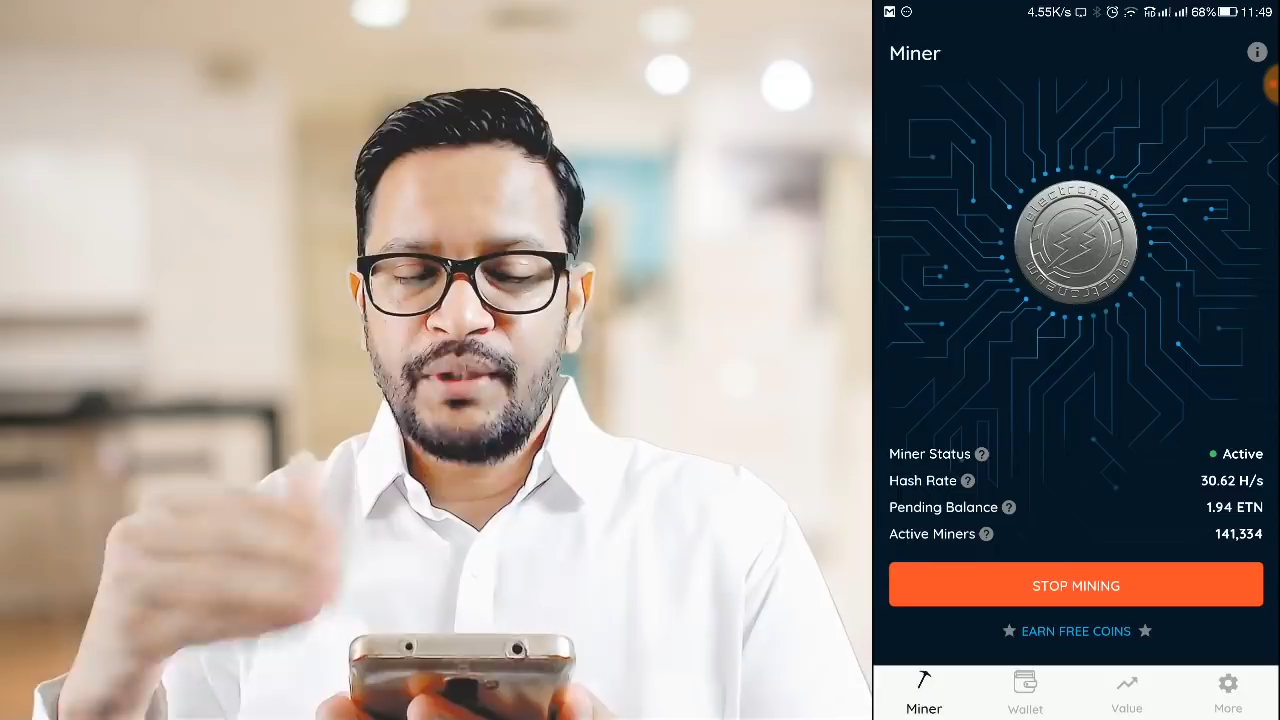 4.55K/s 68% 11:49
Miner
electroneum
electroneum
Miner Status ? Active
Hash Rate ? 30.62 H/s
Pending Balance ? 1.94 ETN
Active Miners ? 141,334
STOP MINING
EARN FREE COINS
Miner Wallet Value More